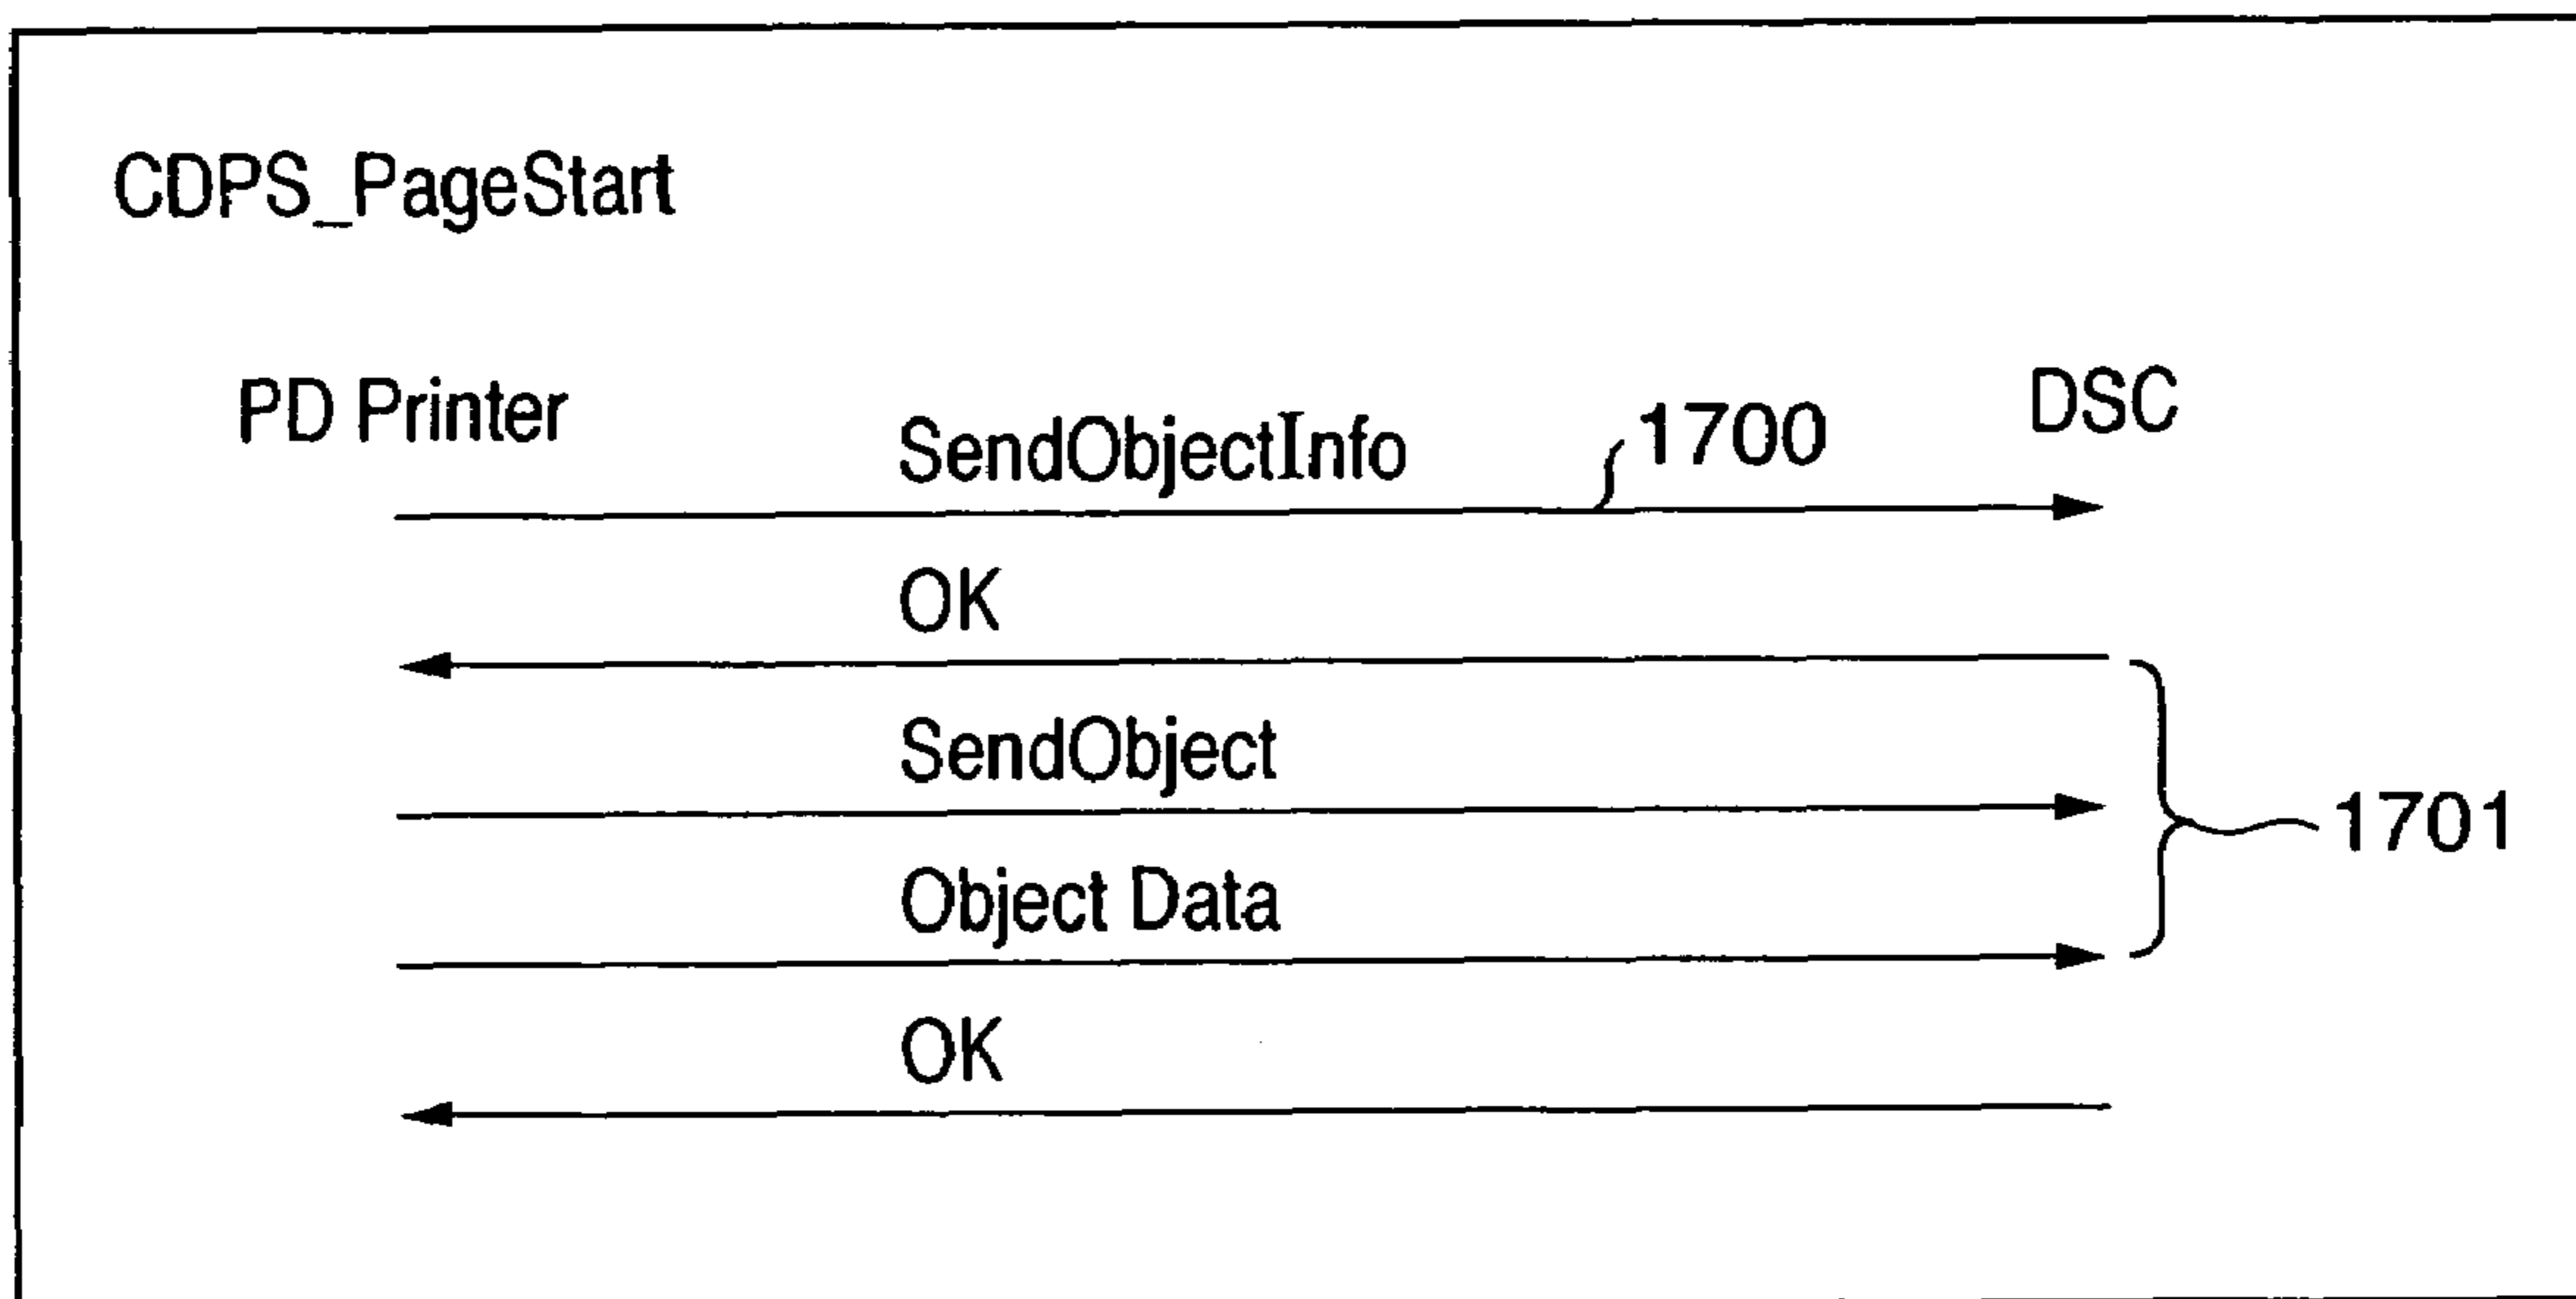 CDPS_PageStart
PD Printer
DSC
SendObjectInfo
1700
OK
SendObject
1701
Object Data
OK